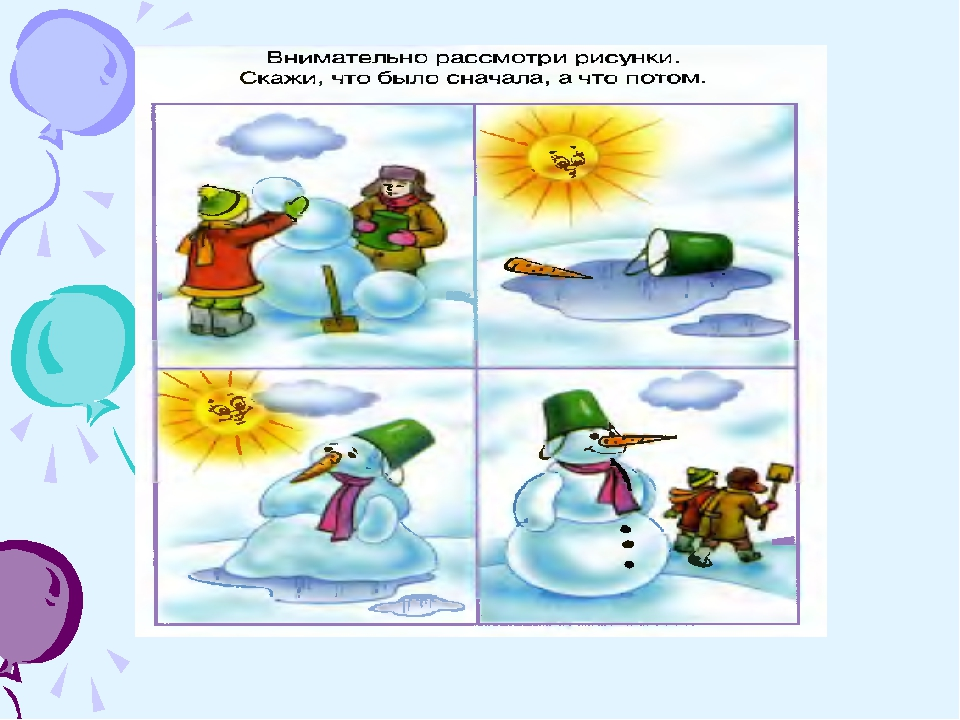 Внимательно рассмотри рисунки.
Скажи, что было сначала, а что потом.